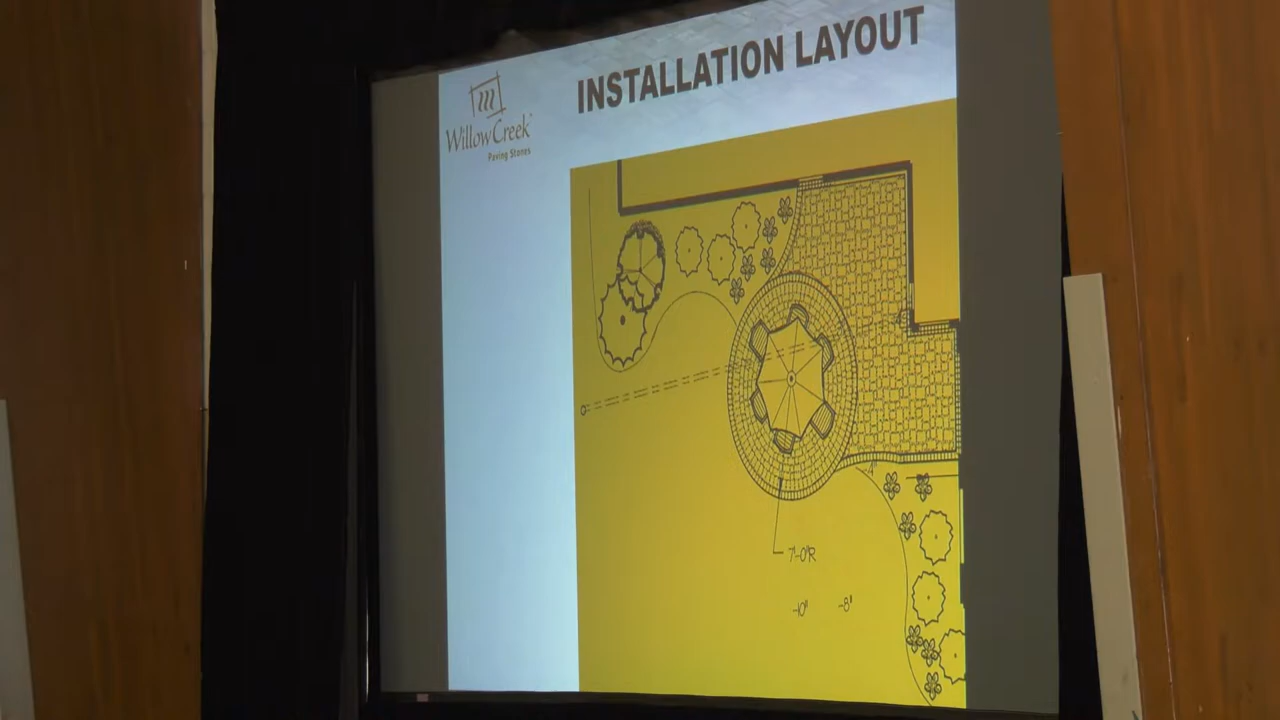 INSTALLATION LAYOUT
m
WillowCreek
Paving Stones
7'-0"R
-10" -8"